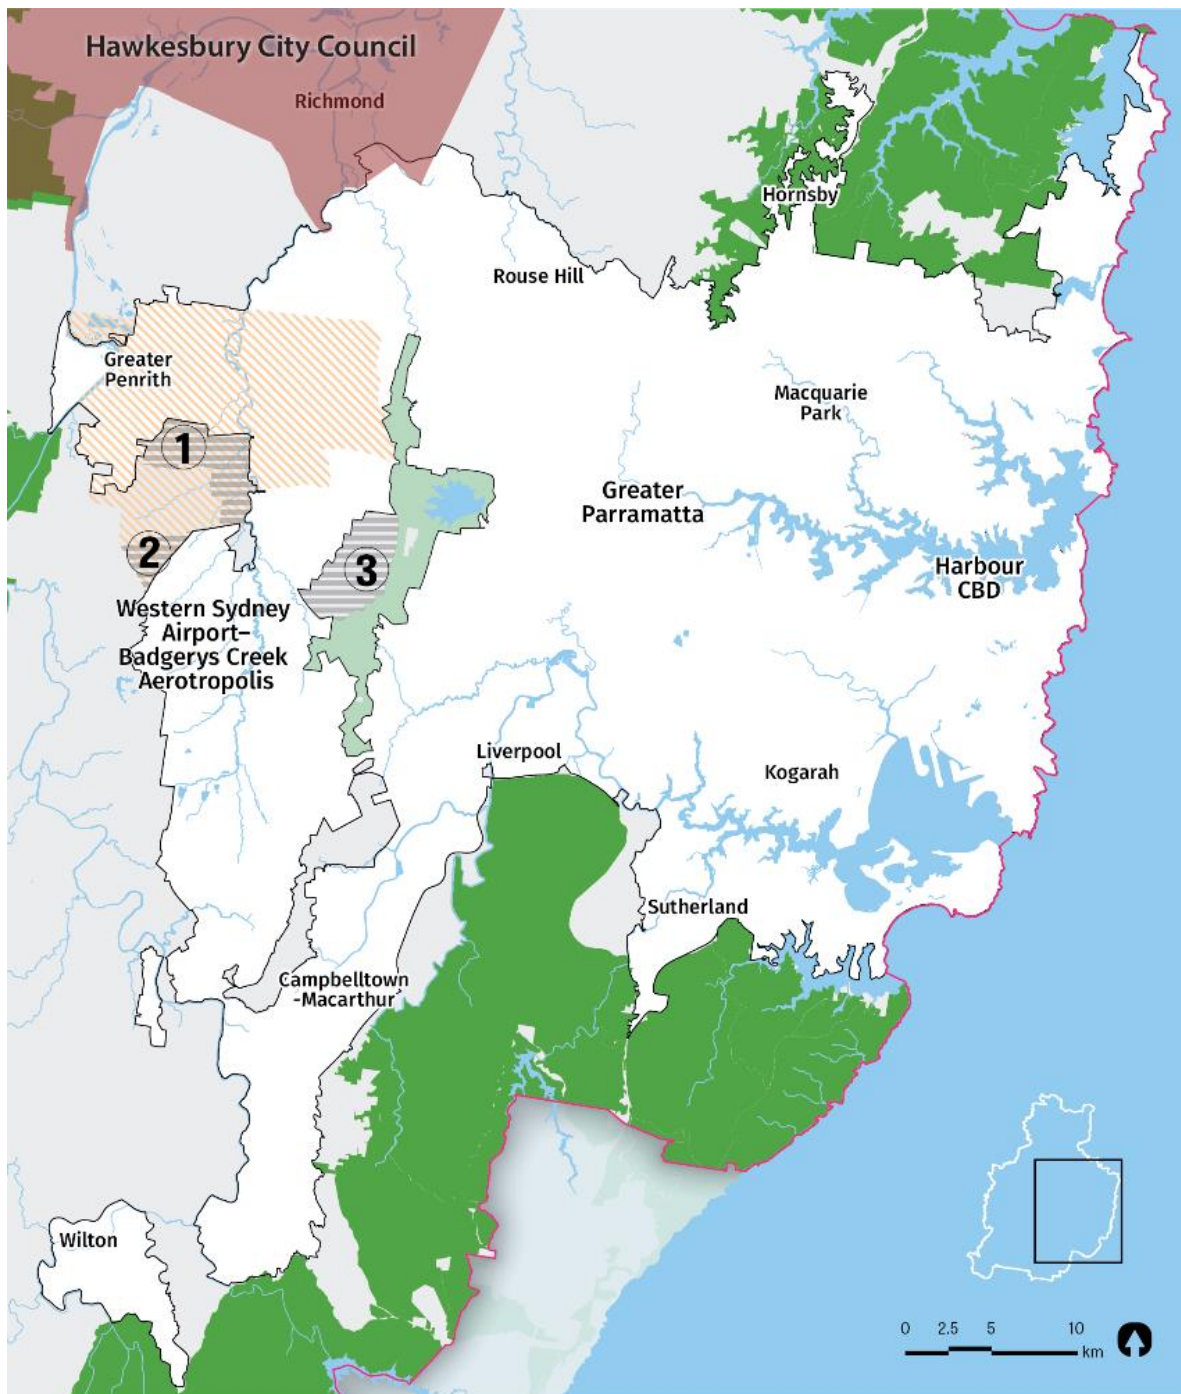 Hawkesbury City Council
Richmond
Hornsby
Rouse Hill
Greater
Penrith
Macquarie
Park
1
Greater
Parramatta
2
3
Harbour
CBD
Western Sydney
Airport–
Badgerys Creek
Aerotropolis
Liverpool
Kogarah
Sutherland
Campbelltown
-Macarthur
Wilton
0 2.5 5 10
km